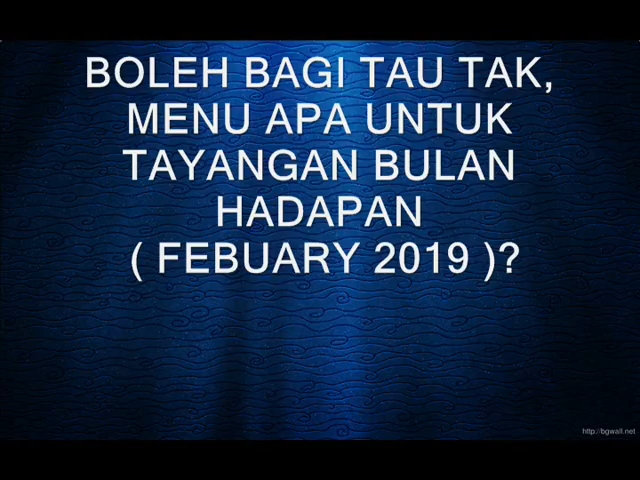 BOLEH BAGI TAU TAK,
MENU APA UNTUK
TAYANGAN BULAN
HADAPAN
( FEBUARY 2019 )?
http://bgwall.net